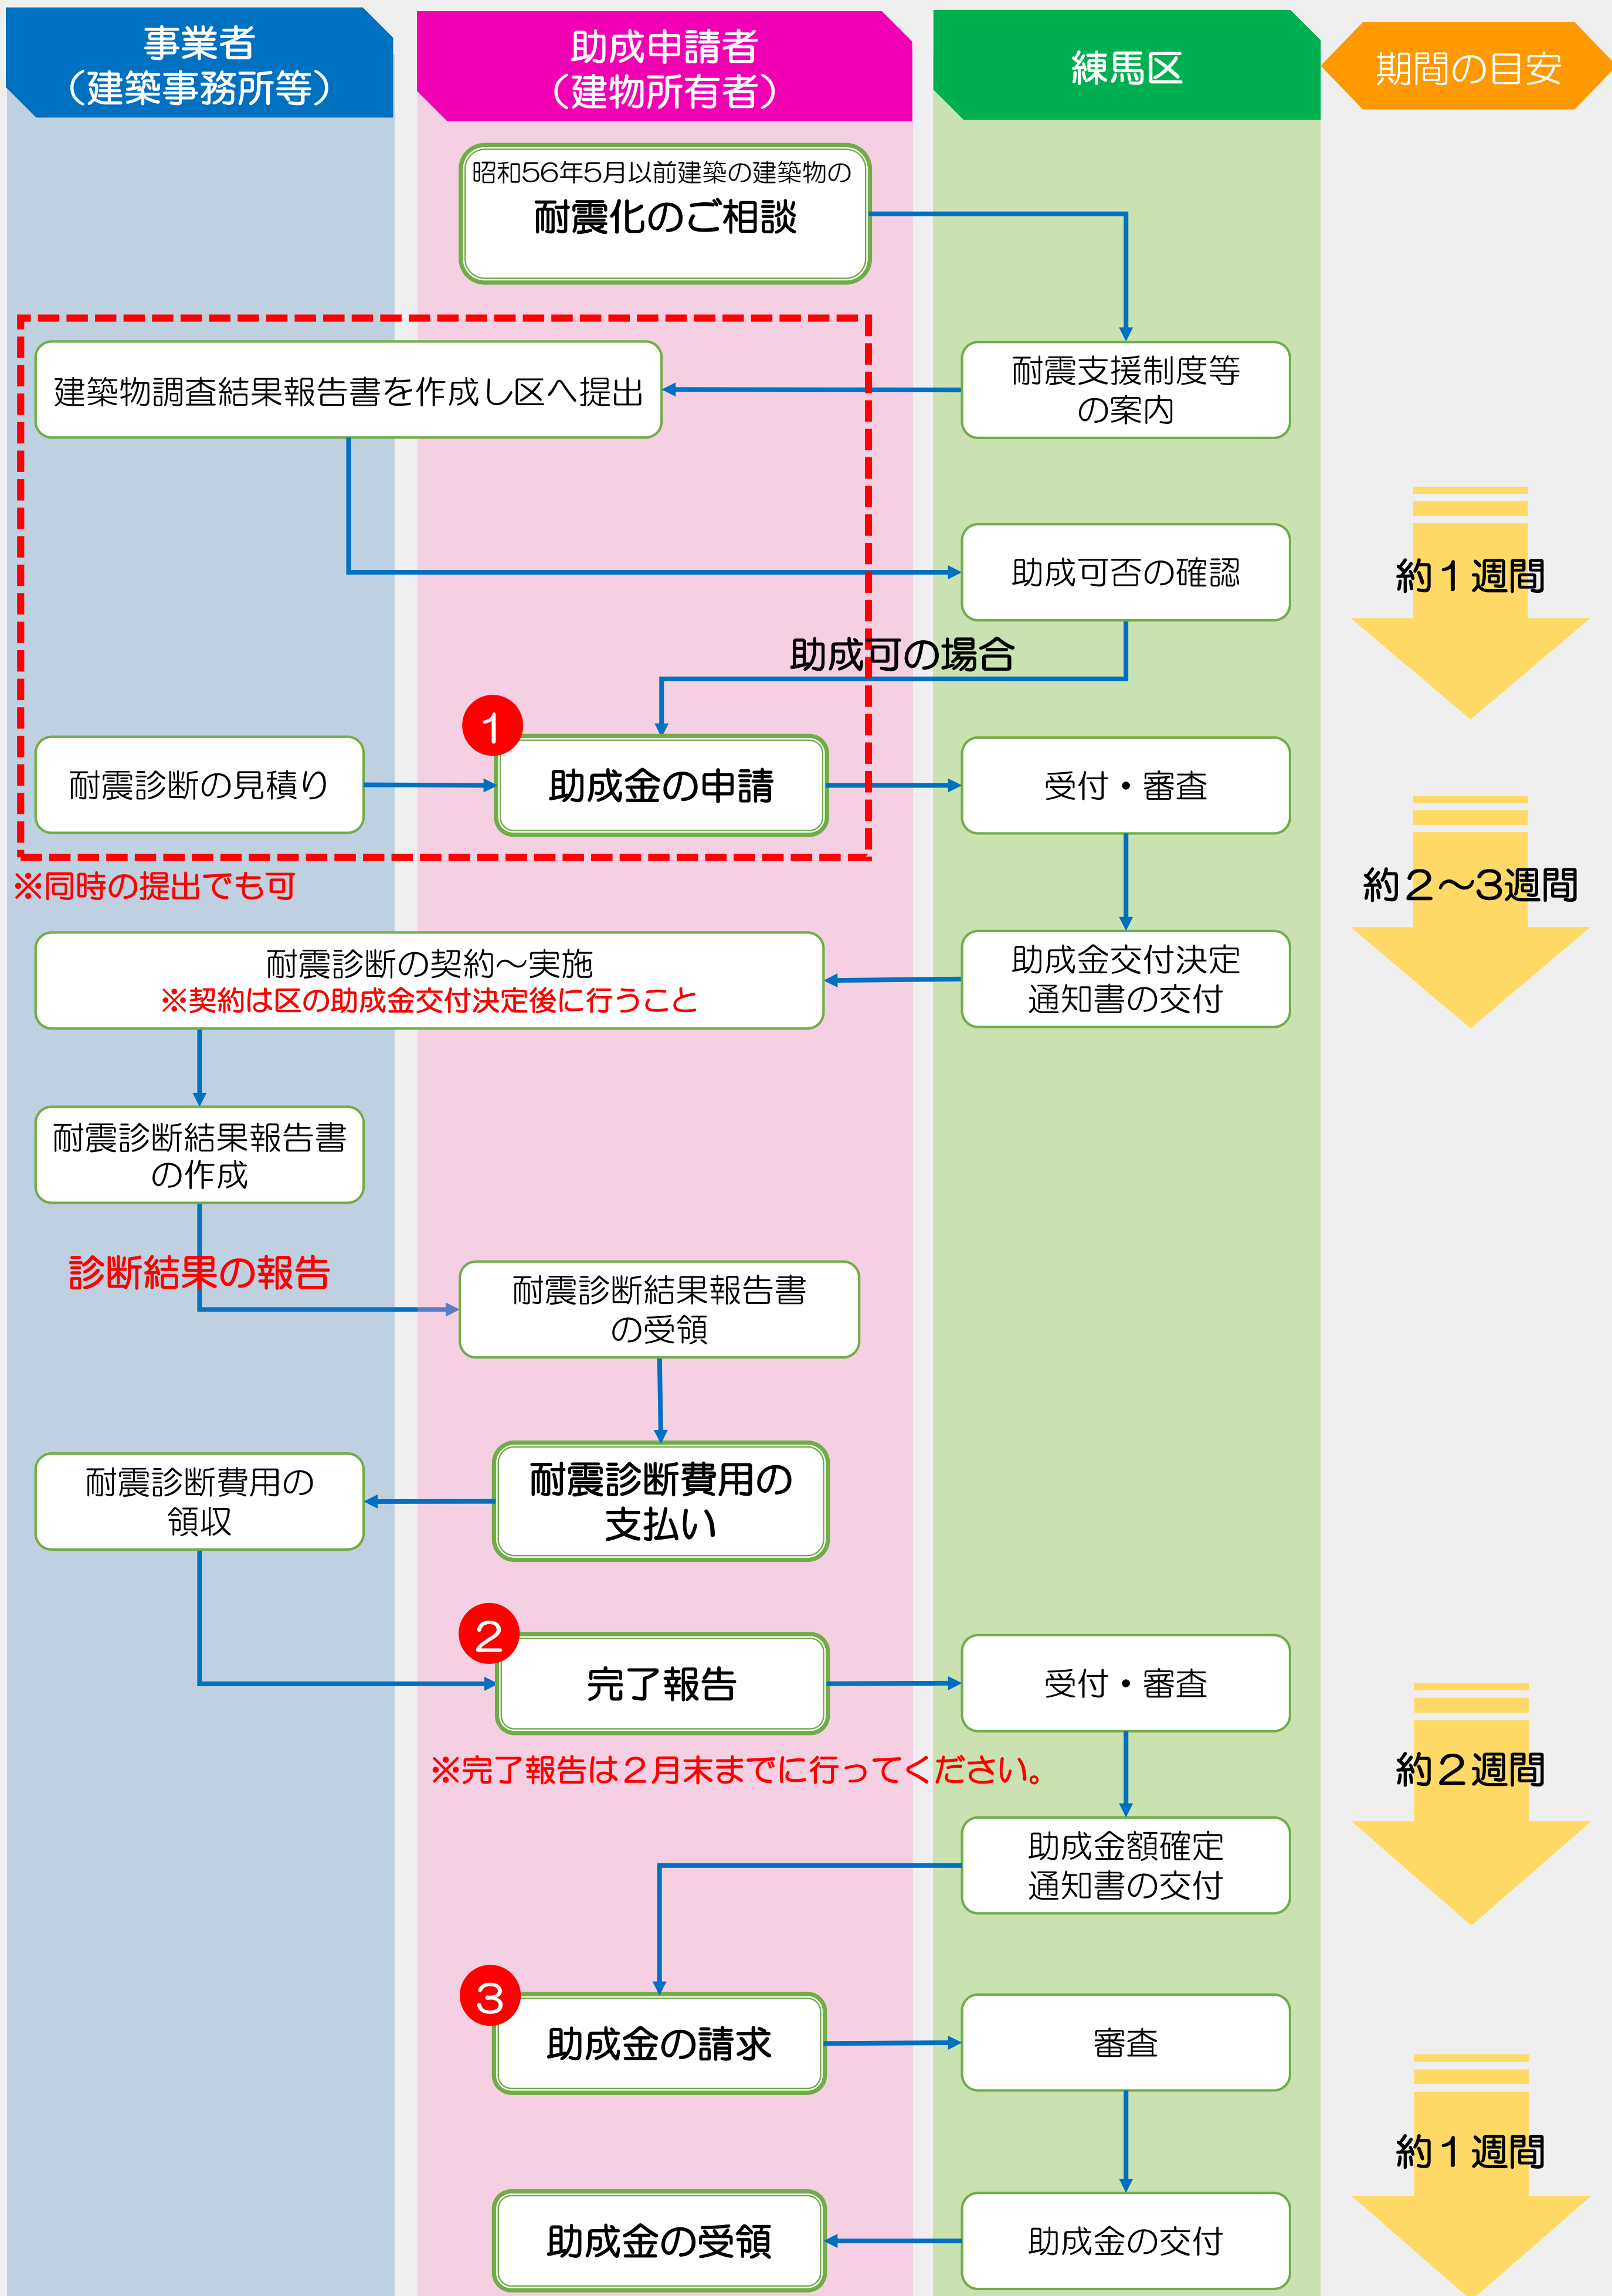 事業者
（建築事務所等）
助成申請者
（建物所有者）
練馬区
期間の目安
昭和56年5月以前建築の建築物の
耐震化のご相談
建築物調査結果報告書を作成し区へ提出
耐震支援制度等
の案内
助成可否の確認
約１週間
助成可の場合
1
耐震診断の見積り
助成金の申請
受付・審査
※同時の提出でも可
約２～3週間
耐震診断の契約～実施
※契約は区の助成金交付決定後に行うこと
助成金交付決定
通知書の交付
耐震診断結果報告書
の作成
診断結果の報告
耐震診断結果報告書
の受領
耐震診断費用の
領収
耐震診断費用の
支払い
2
完了報告
受付・審査
※完了報告は２月末までに行ってください。
約２週間
助成金額確定
通知書の交付
3
助成金の請求
審査
約１週間
助成金の受領
助成金の交付